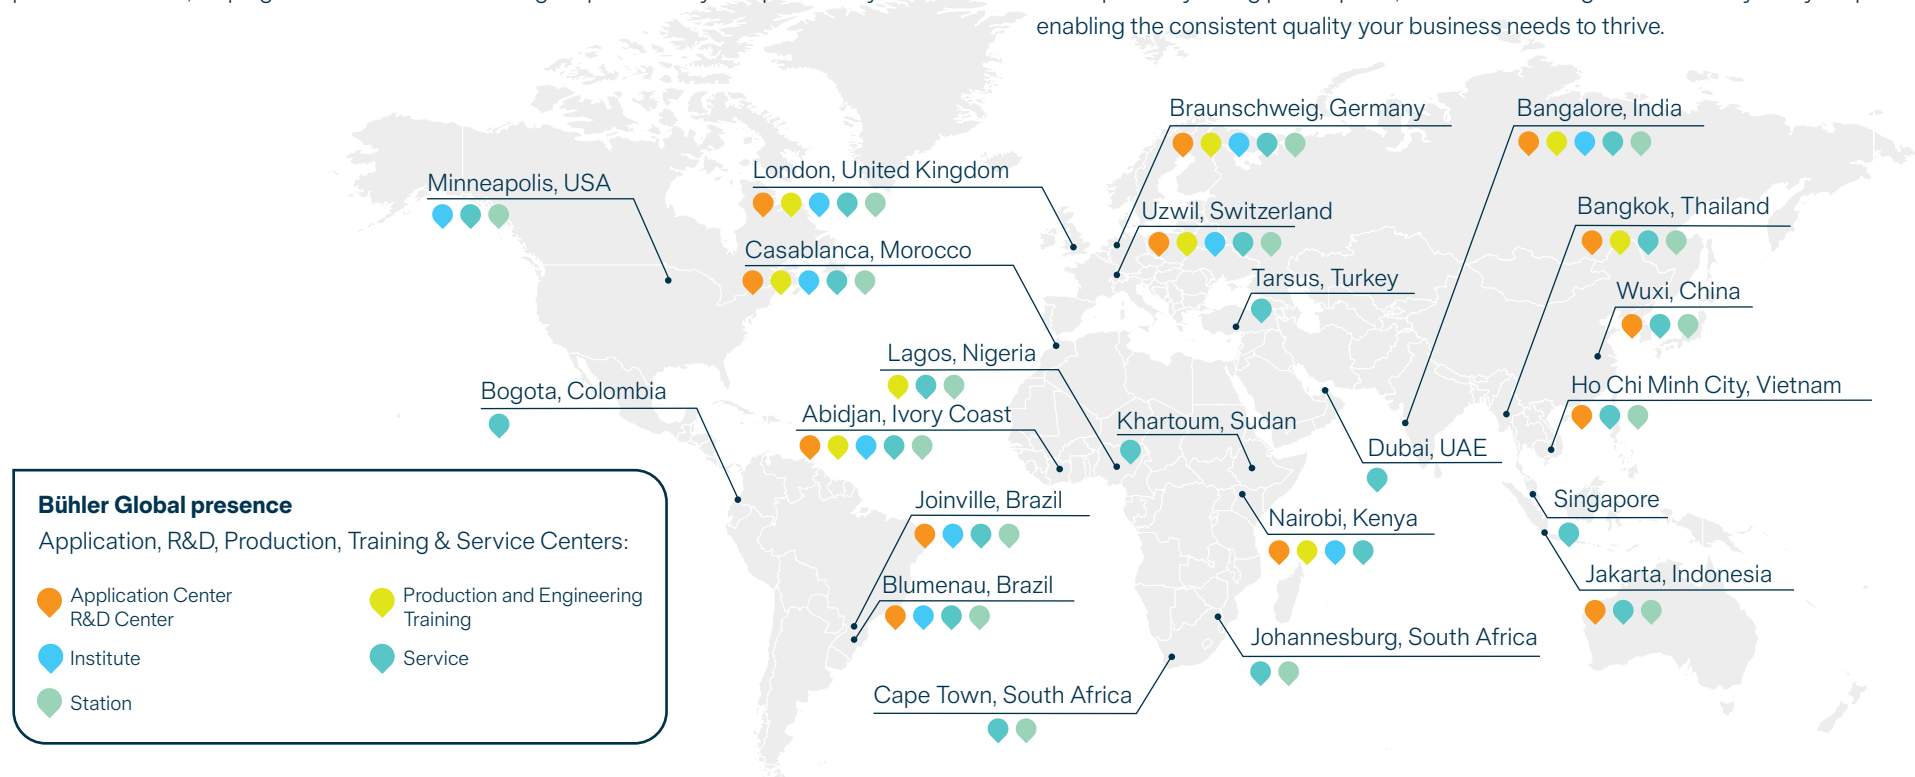 enabling the consistent quality your business needs to thrive.
Braunschweig, Germany
Bangalore, India
London, United Kingdom
Minneapolis, USA
Uzwil, Switzerland
Bangkok, Thailand
Casablanca, Morocco
Tarsus, Turkey
Wuxi, China
Lagos, Nigeria
Bogota, Colombia
Ho Chi Minh City, Vietnam
Abidjan, Ivory Coast
Khartoum, Sudan
Dubai, UAE
Joinville, Brazil
Singapore
Nairobi, Kenya
Blumenau, Brazil
Jakarta, Indonesia
Johannesburg, South Africa
Cape Town, South Africa
Bühler Global presence
Application, R&D, Production, Training & Service Centers:
Application Center
R&D Center
Production and Engineering
Training
Institute
Service
Station